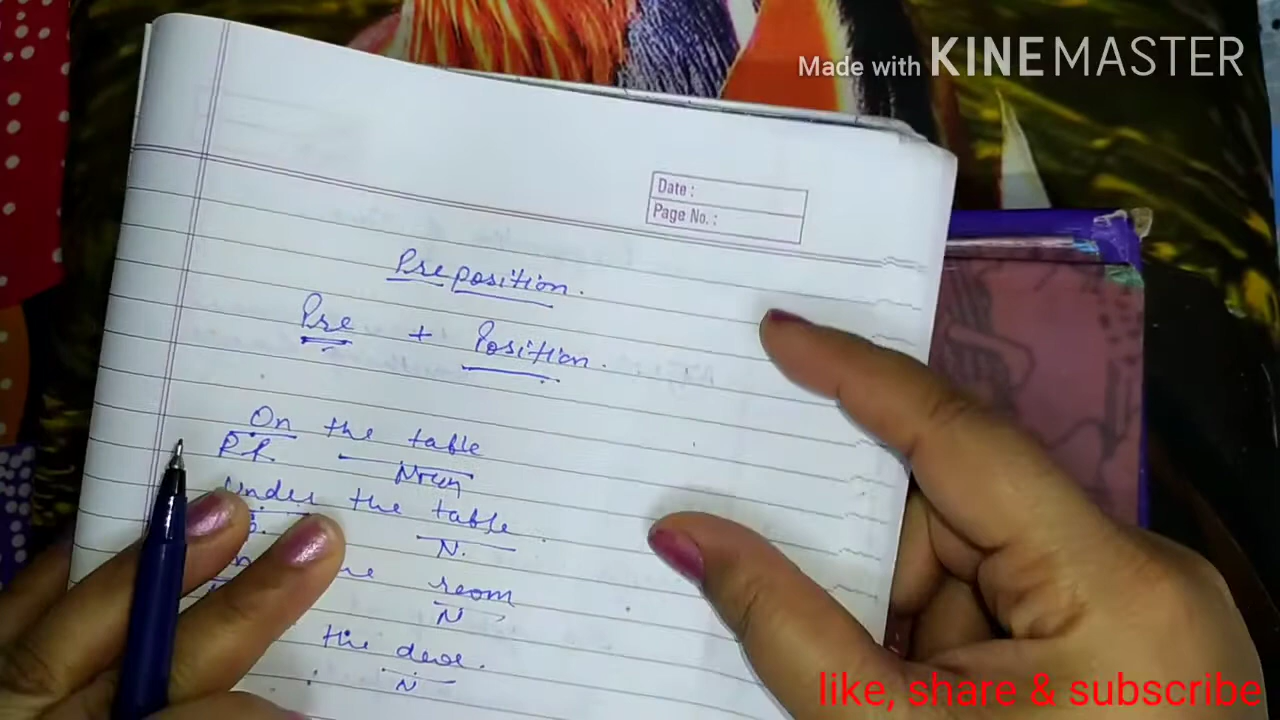 Made with KINEMASTER
Date :
Page No. :
Preposition.
Pre + Position.
On the table
Noun
Under the table.
N.
room
N
the
N
like, share & subscribe